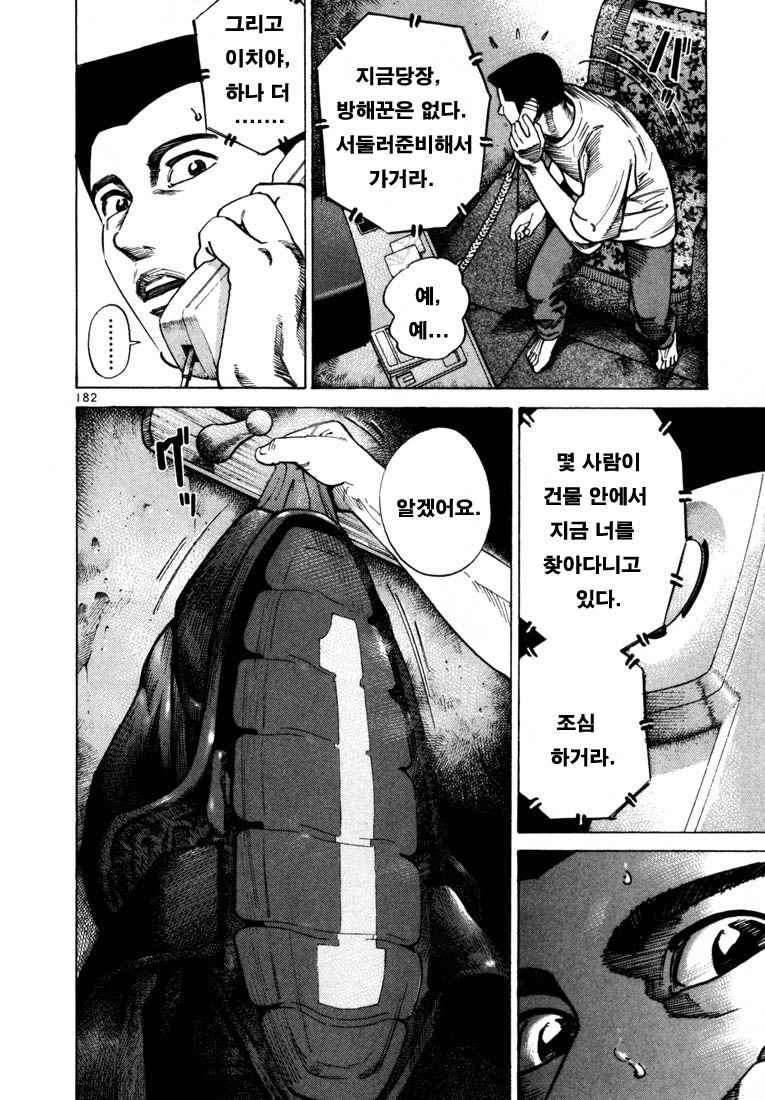 지금당장,
방해꾼은 없다.
서둘러준비해서
가거라.
예,
예...
그리고
이치야,
하나 더
.......
.......
182
몇 사람이
건물 안에서
지금 너를
찾아다니고
있다.
조심
하거라.
알겠어요.